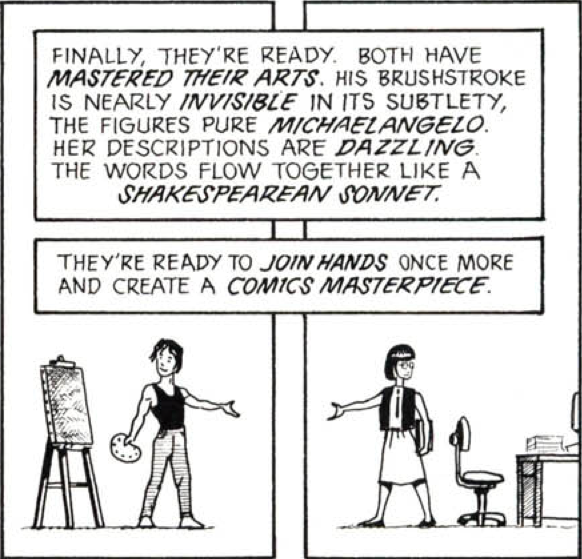 FINALLY, THEY'RE READY. BOTH HAVE
MASTERED THEIR ARTS. HIS BRUSHSTROKE
IS NEARLY INVISIBLE IN ITS SUBTLETY,
THE FIGURES PURE MICHAELANGELO.
HER DESCRIPTIONS ARE DAZZLING.
THE WORDS FLOW TOGETHER LIKE A
SHAKESPEAREAN SONNET.
THEY'RE READY TO JOIN HANDS ONCE MORE
AND CREATE A COMICS MASTERPIECE.